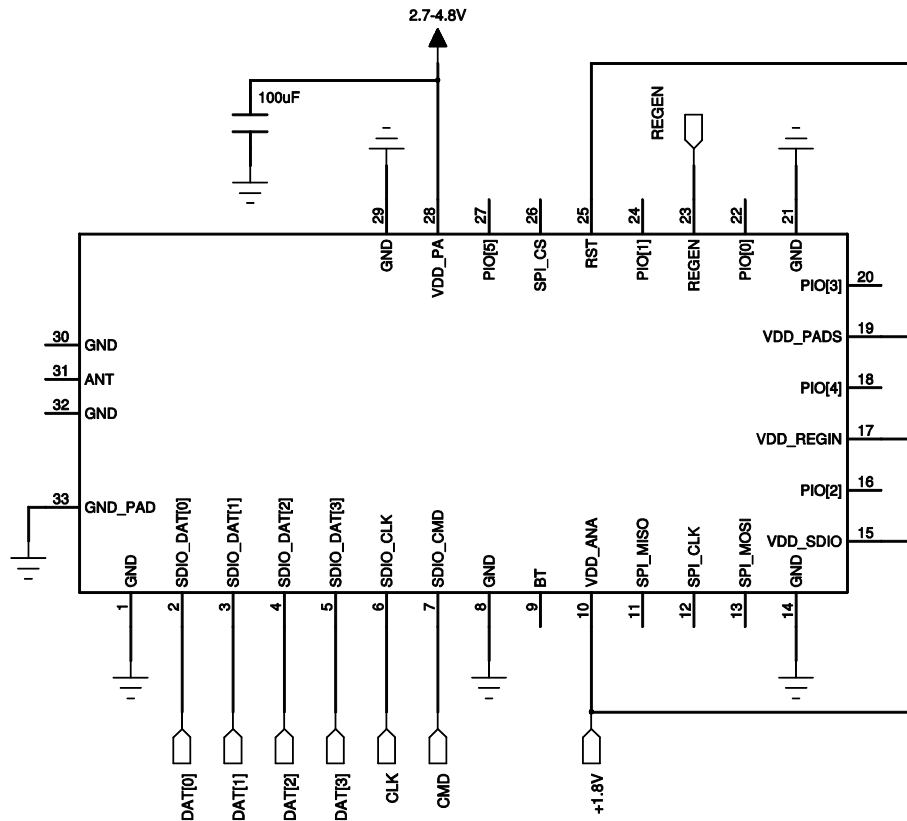 2.7-4.8V
100uF
REGEN
29 28 27 26 25 24 23 22 21
GND VDD_PA PIO[5] SPI_CS RST PIO[1] REGEN PIO[0] GND
PIO[3] 20
VDD_PADS 19
30 GND
31 ANT
PIO[4] 18
32 GND
VDD_REGIN 17
PIO[2] 16
33 GND_PAD
VDD_SDIO 15
GND SDIO_DAT[0] SDIO_DAT[1] SDIO_DAT[2] SDIO_DAT[3] SDIO_CLK SDIO_CMD GND BT VDD_ANA SPI_MISO SPI_CLK SPI_MOSI GND
1 2 3 4 5 6 7 8 9 10 11 12 13 14
DAT[0] DAT[1] DAT[2] DAT[3] CLK CMD +1.8V